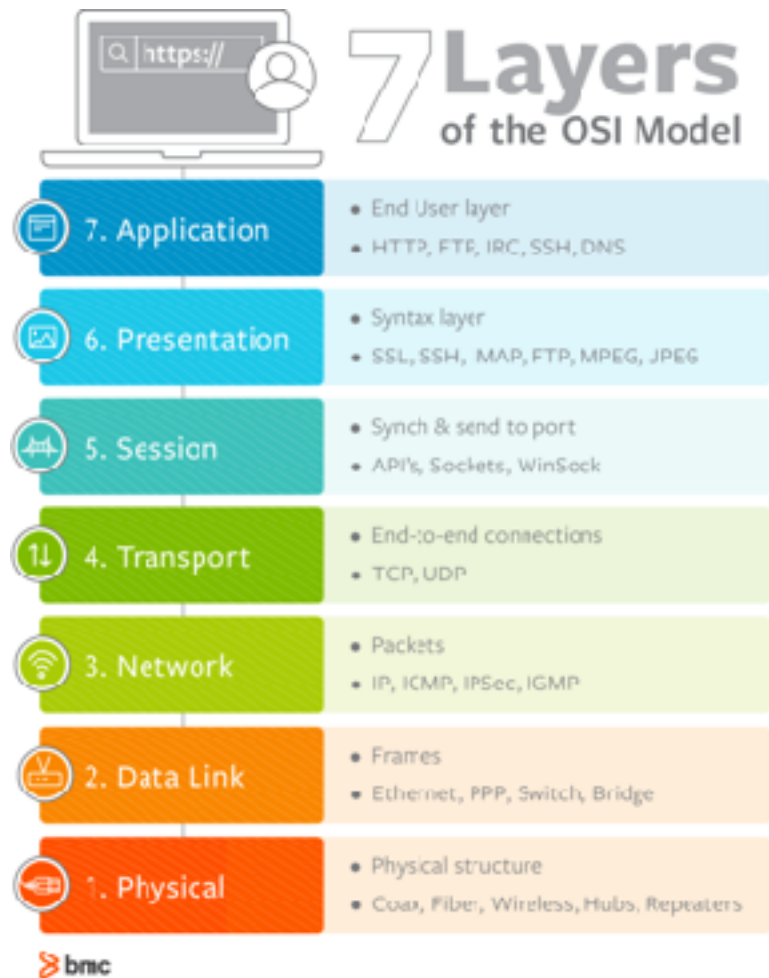 https://
7 Layers
of the OSI Model
7. Application
• End User layer
• HTTP, FTP, IRC, SSH, DNS
6. Presentation
• Syntax layer
• SSL, SSH, MAP, FTP, MPEG, JPEG
5. Session
• Synch & send to port
• API's, Sockets, WinSock
4. Transport
• End-to-end connections
• TCP, UDP
3. Network
• Packets
• IP, ICMP, IPSec, IGMP
2. Data Link
• Frames
• Ethernet, PPP, Switch, Bridge
1. Physical
• Physical structure
• Coax, Fiber, Wireless, Hubs, Repeaters
bmc